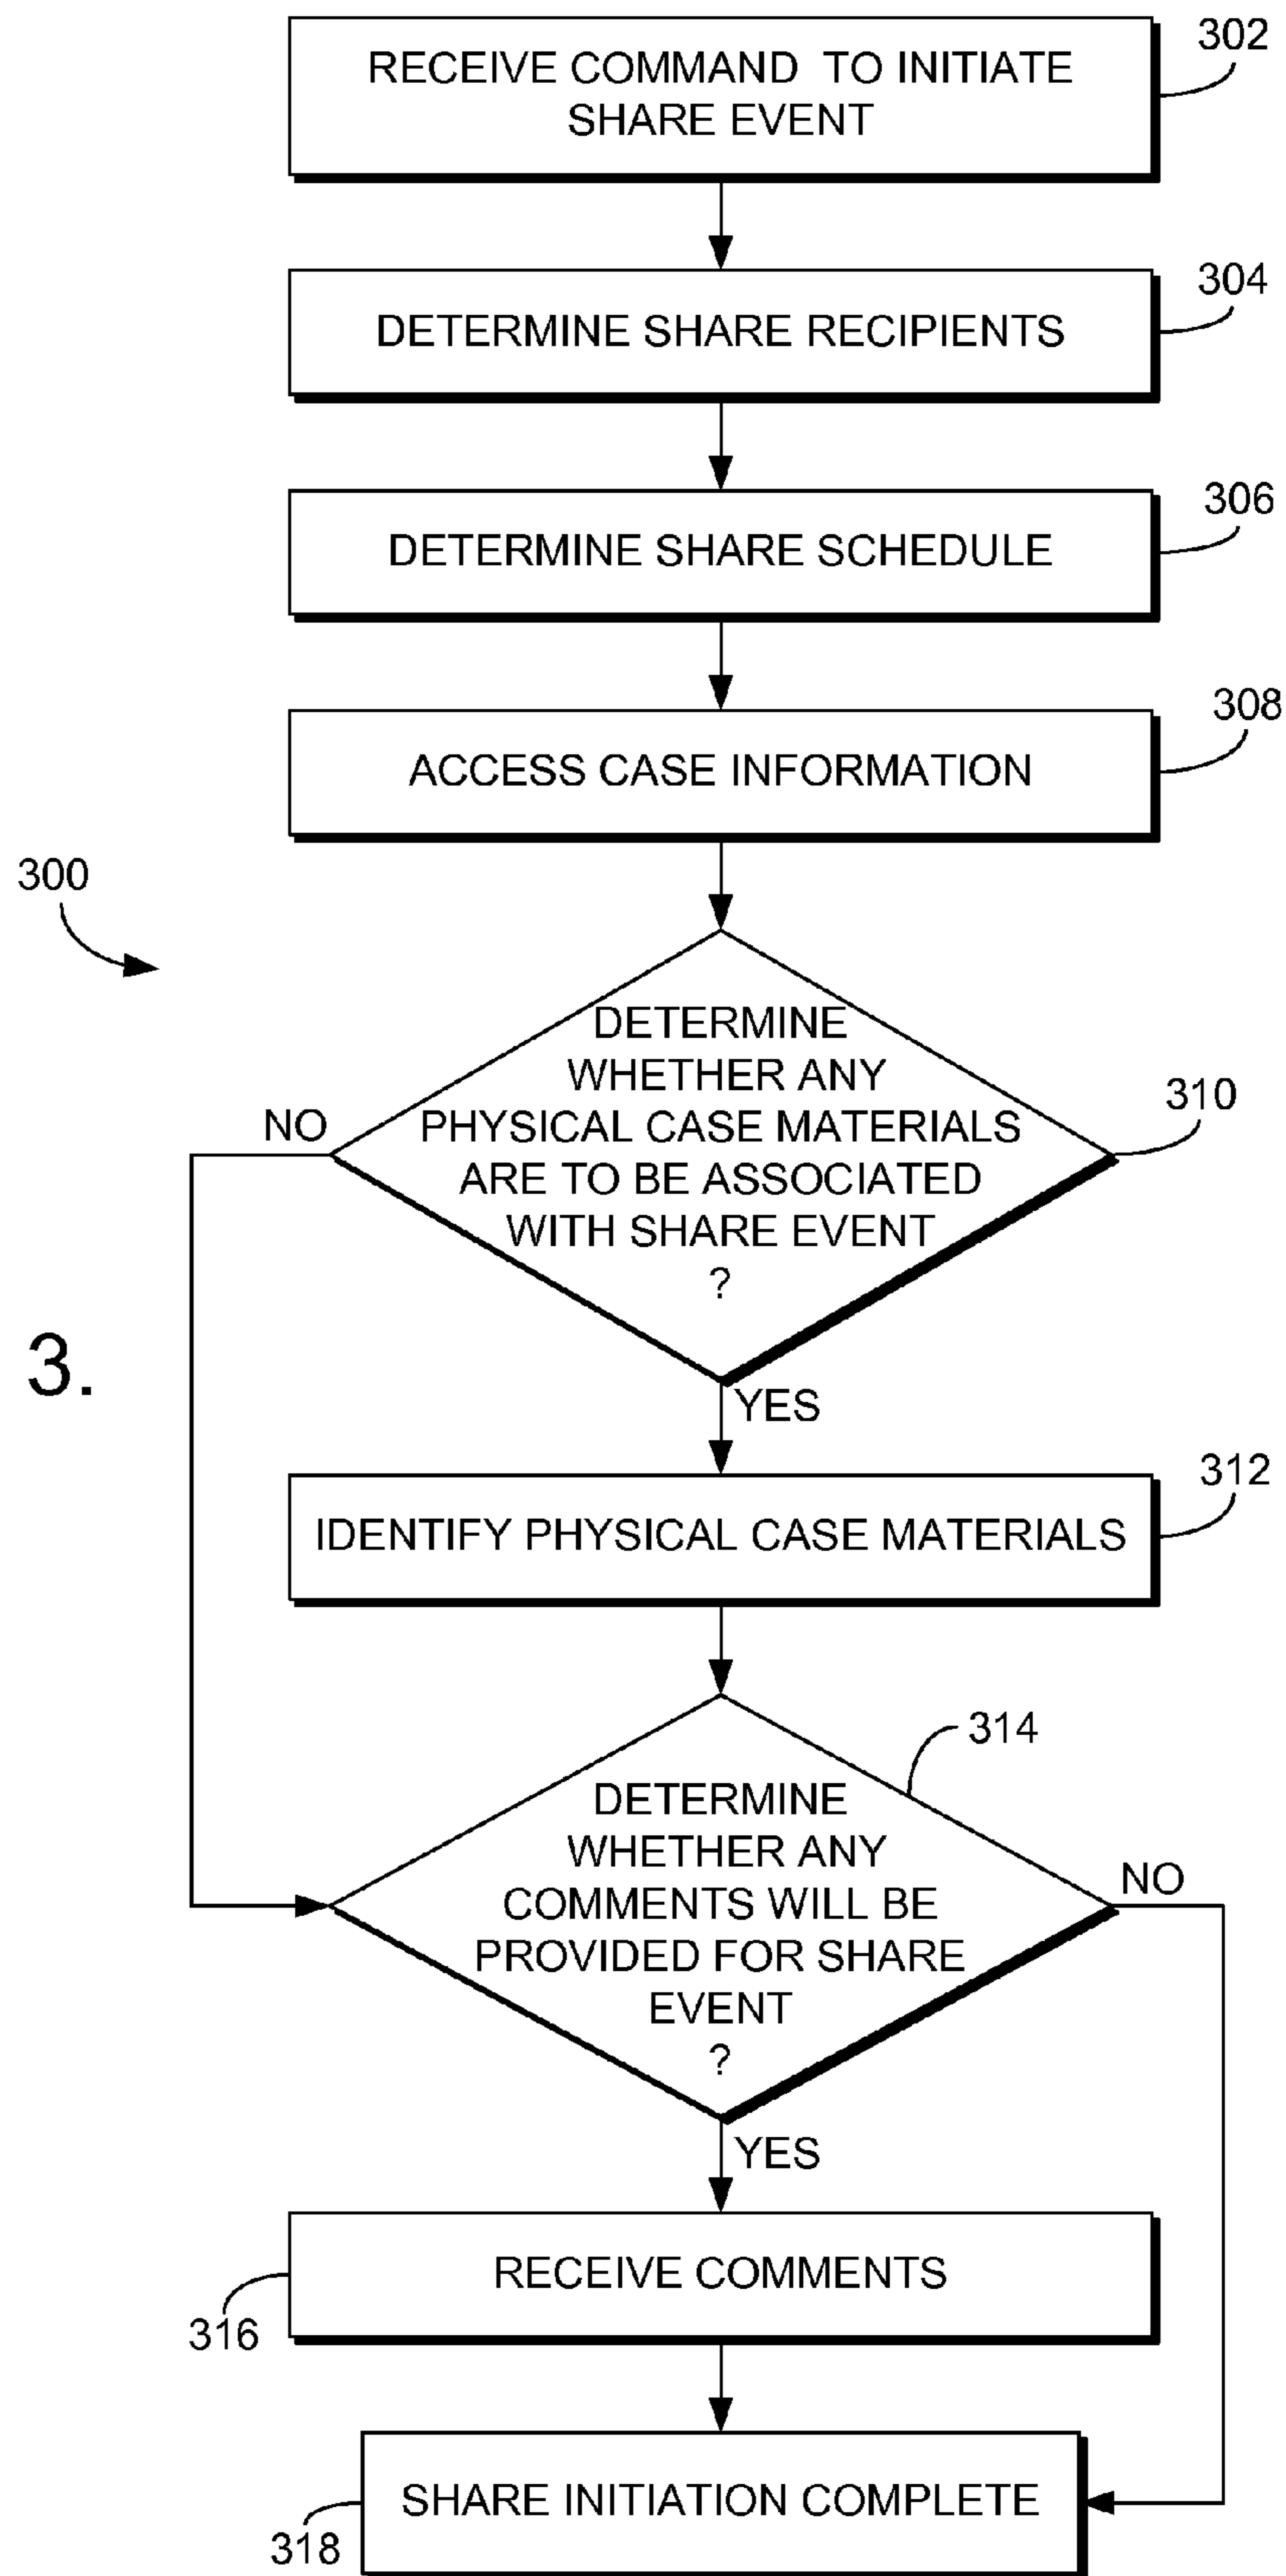 RECEIVE COMMAND TO INITIATE
SHARE EVENT
302
DETERMINE SHARE RECIPIENTS
304
DETERMINE SHARE SCHEDULE
306
ACCESS CASE INFORMATION
308
300
DETERMINE
WHETHER ANY
PHYSICAL CASE MATERIALS
ARE TO BE ASSOCIATED
WITH SHARE EVENT
?
310
NO
3.
YES
IDENTIFY PHYSICAL CASE MATERIALS
312
314
DETERMINE
WHETHER ANY
COMMENTS WILL BE
PROVIDED FOR SHARE
EVENT
?
NO
YES
RECEIVE COMMENTS
316
SHARE INITIATION COMPLETE
318